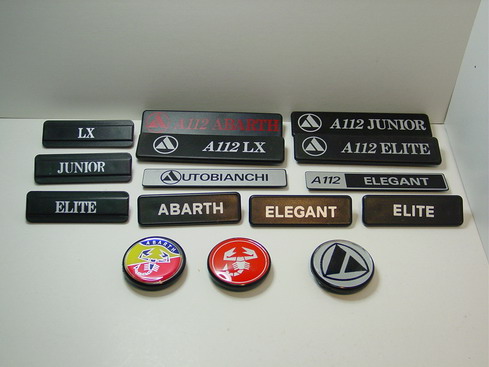 LX
A112 ABARTH
A112 JUNIOR
A112 LX
A112 ELITE
JUNIOR
AUTOBIANCHI
A112 ELEGANT
ELITE
ABARTH
ELEGANT
ELITE
ABARTH